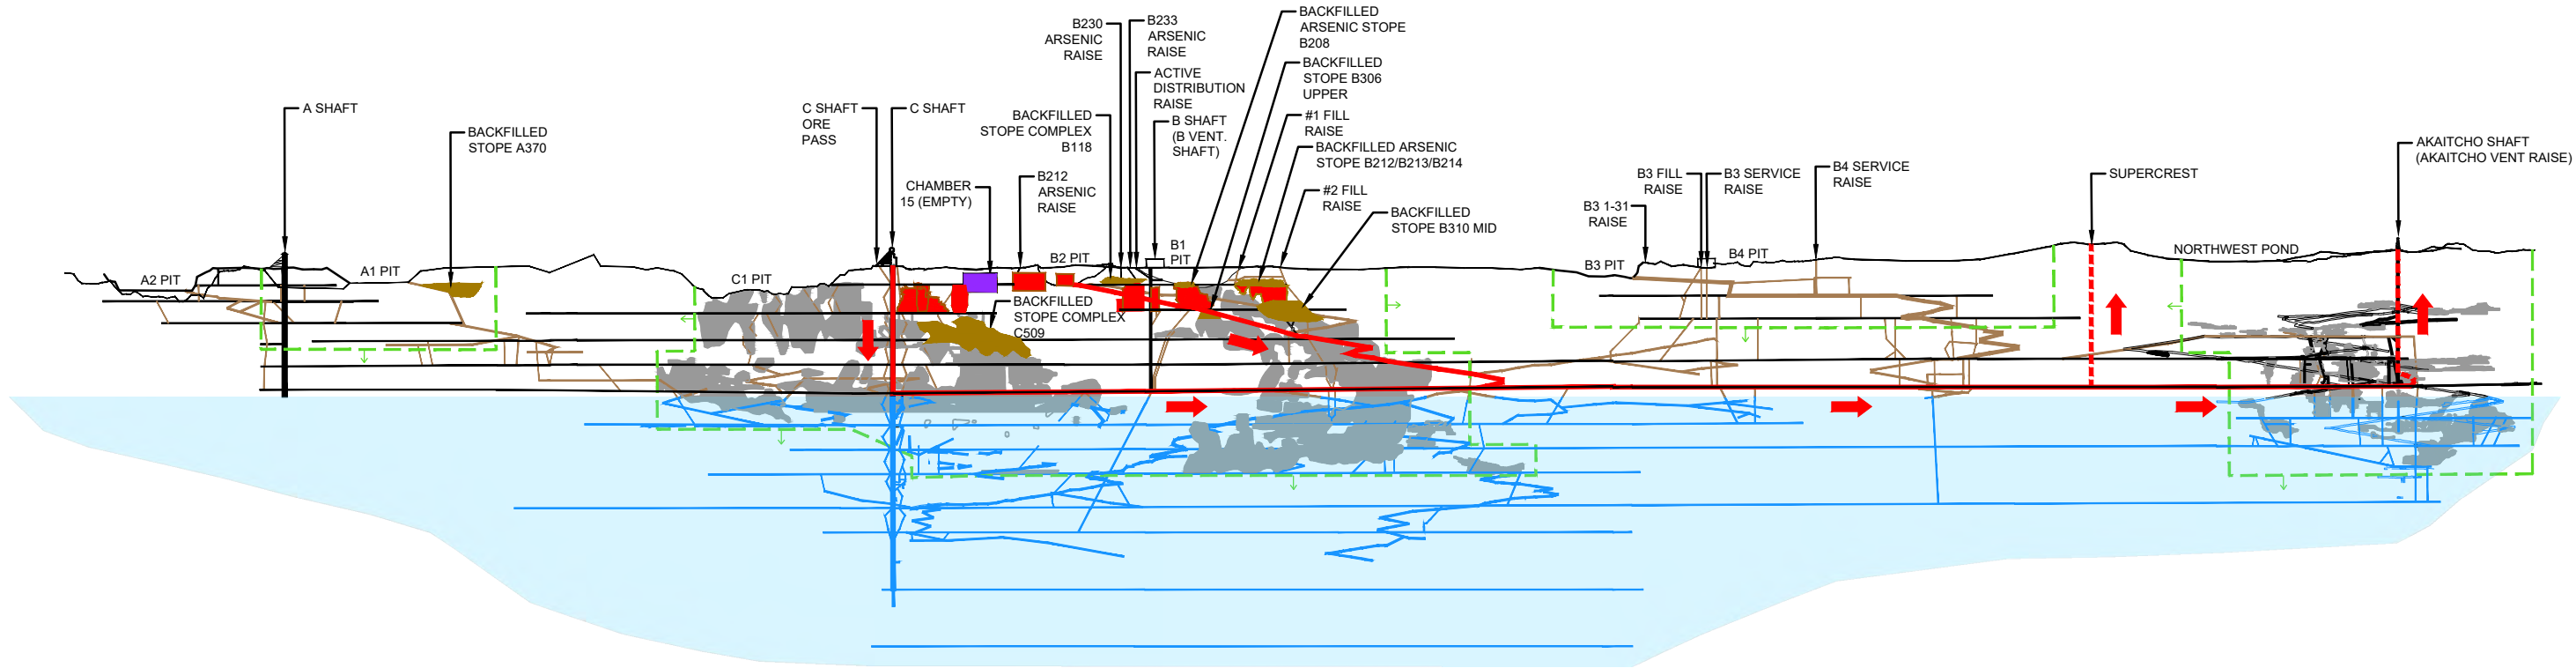 B230
ARSENIC
RAISE
B233
ARSENIC
RAISE
BACKFILLED
ARSENIC STOPE
B208
BACKFILLED
STOPE B306
UPPER
ACTIVE
DISTRIBUTION
RAISE
A SHAFT
C SHAFT
ORE
PASS
C SHAFT
BACKFILLED
STOPE COMPLEX
B118
B SHAFT
(B VENT.
SHAFT)
#1 FILL
RAISE
BACKFILLED
STOPE A370
BACKFILLED ARSENIC
STOPE B212/B213/B214
AKAITCHO SHAFT
(AKAITCHO VENT RAISE)
CHAMBER
15 (EMPTY)
B212
ARSENIC
RAISE
#2 FILL
RAISE
B3 FILL
RAISE
B3 SERVICE
RAISE
B4 SERVICE
RAISE
SUPERCREST
BACKFILLED
STOPE B310 MID
B3 1-31
RAISE
A2 PIT
A1 PIT
C1 PIT
B2 PIT
B1
PIT
B3 PIT
B4 PIT
NORTHWEST POND
BACKFILLED
STOPE COMPLEX
C509